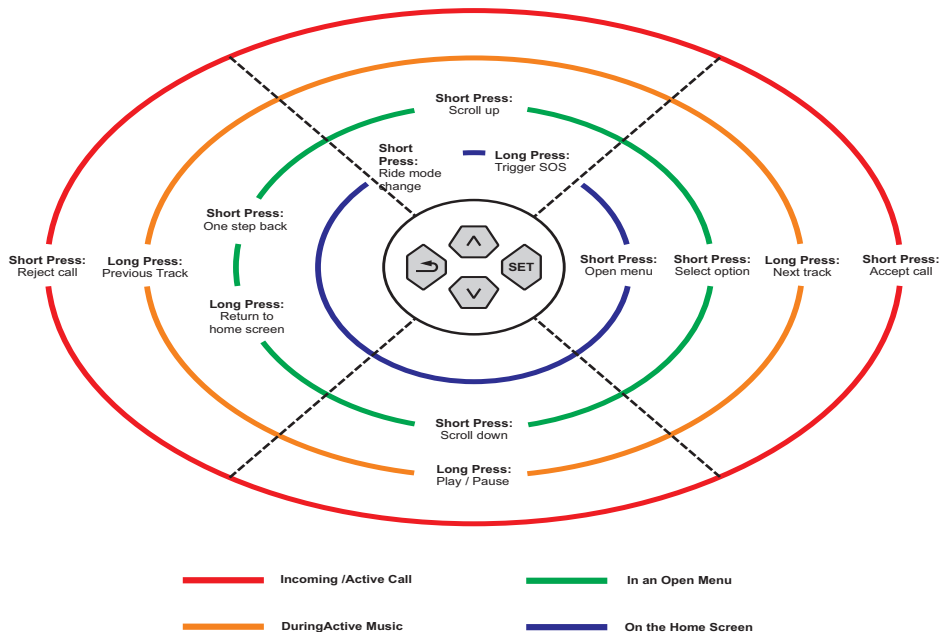 Short Press:
Scroll up
Short
Press:
Ride mode
change
Long Press:
Trigger SOS
Short Press:
One step back
Short Press:
Reject call
Long Press:
Previous Track
SET
Short Press:
Open menu
Short Press:
Select option
Long Press:
Next track
Short Press:
Accept call
Long Press:
Return to
home screen
Short Press:
Scroll down
Long Press:
Play / Pause
Incoming /Active Call
In an Open Menu
DuringActive Music
On the Home Screen